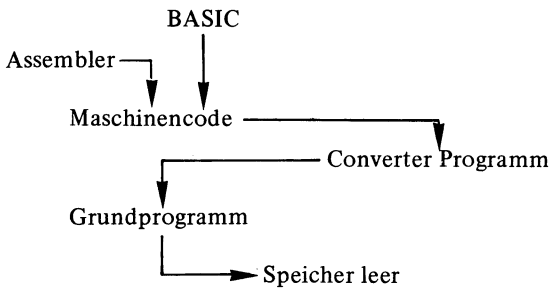 BASIC
Assembler
Maschinencode
Converter Programm
Grundprogramm
Speicher leer